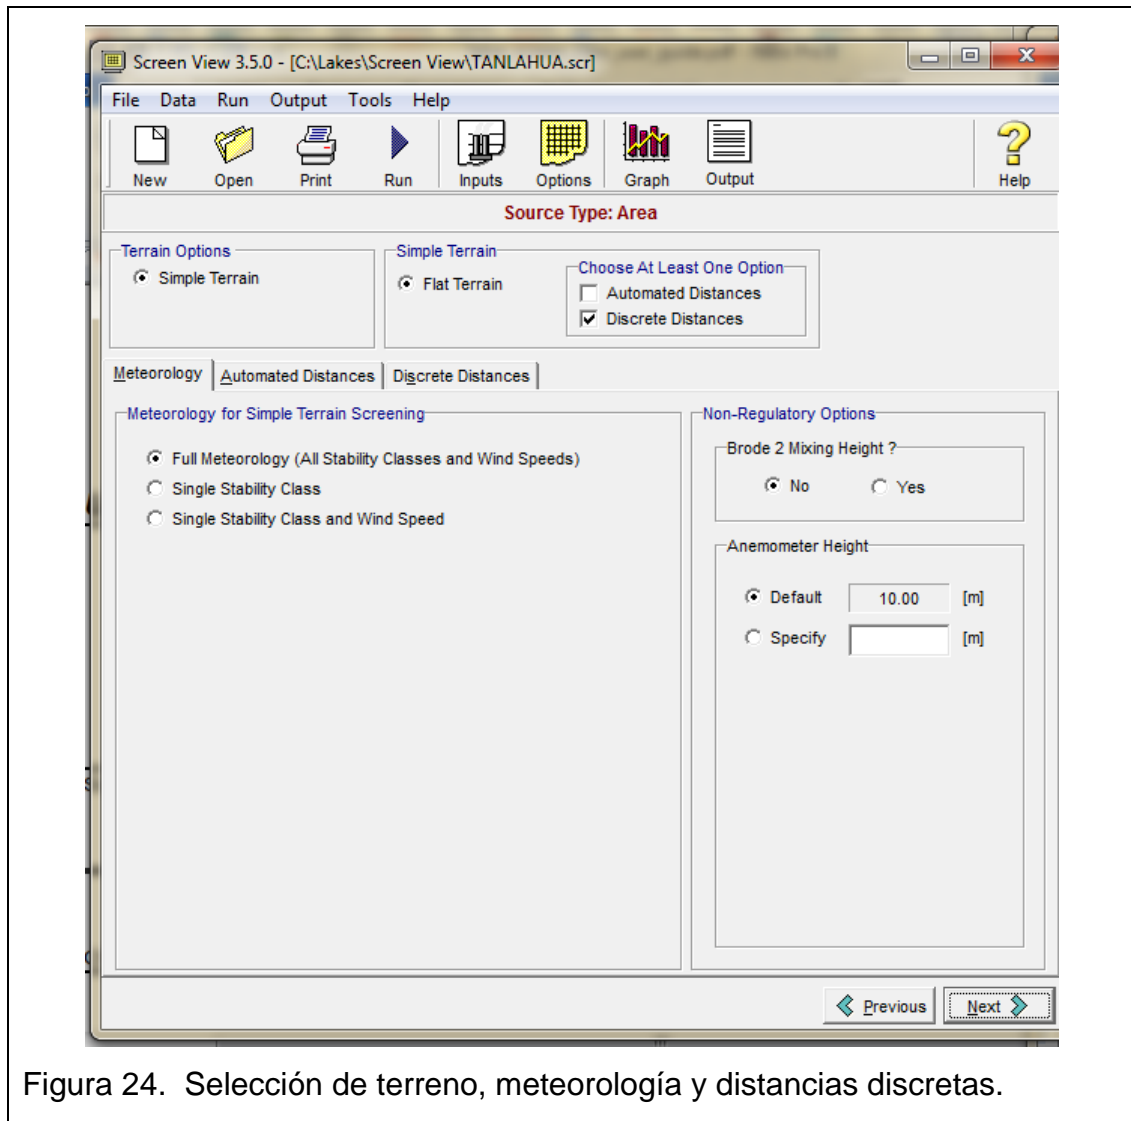 Screen View 3.5.0 - [C:\Lakes\Screen View\TANLAHUA.scr]
File Data Run Output Tools Help
New Open Print Run Inputs Options Graph Output Help
Source Type: Area
Terrain Options
Simple Terrain
Simple Terrain
Flat Terrain
Choose At Least One Option
Automated Distances
Discrete Distances
Meteorology Automated Distances Discrete Distances
Meteorology for Simple Terrain Screening
Full Meteorology (All Stability Classes and Wind Speeds)
Single Stability Class
Single Stability Class and Wind Speed
Non-Regulatory Options
Brode 2 Mixing Height ?
No Yes
Anemometer Height
Default 10.00 [m]
Specify [m]
Previous Next
Figura 24. Selección de terreno, meteorología y distancias discretas.